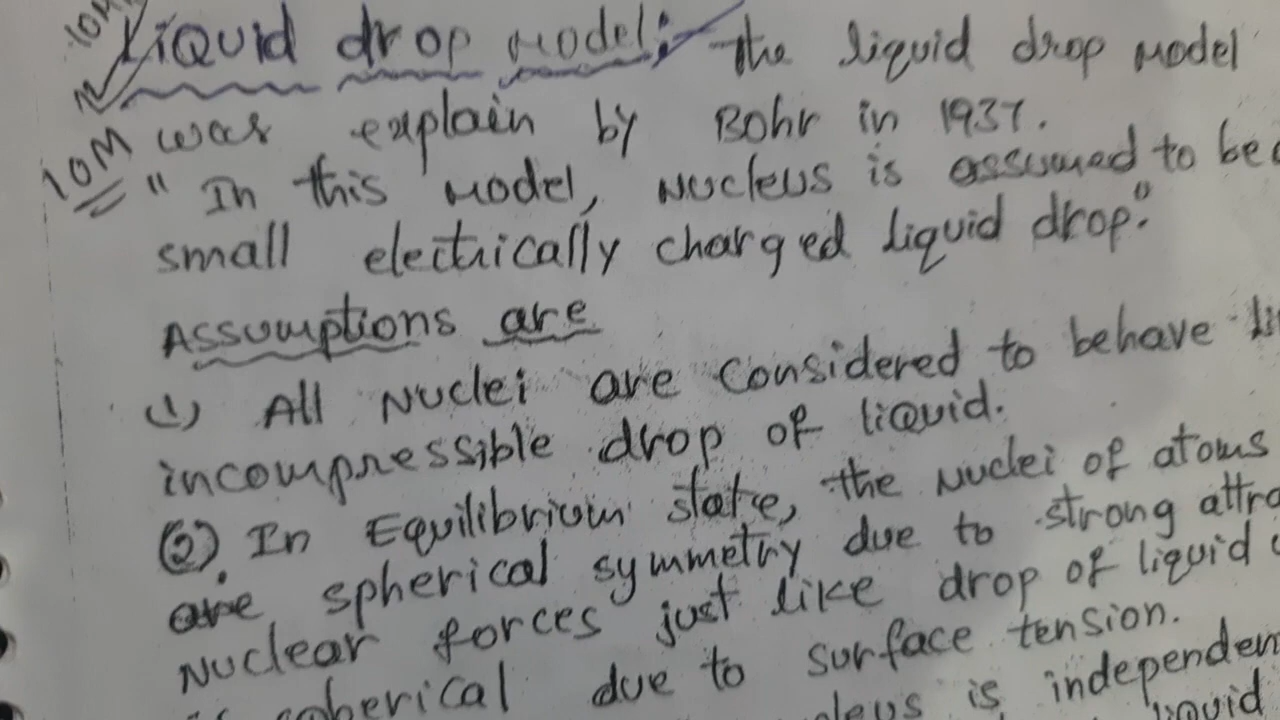 10M
Liquid drop model:- The liquid drop model
10M was explain by Bohr in 1937.
" In this model, Nucleus is assumed to be a
small electrically charged liquid drop."
Assumptions are
(1) All Nuclei are considered to behave
incompressible drop of liquid.
(2). In Equilibrium state, the Nuclei of atoms
are spherical symmetry due to strong
Nuclear forces just like drop of liquid
is spherical due to surface tension.
is independen
liquid